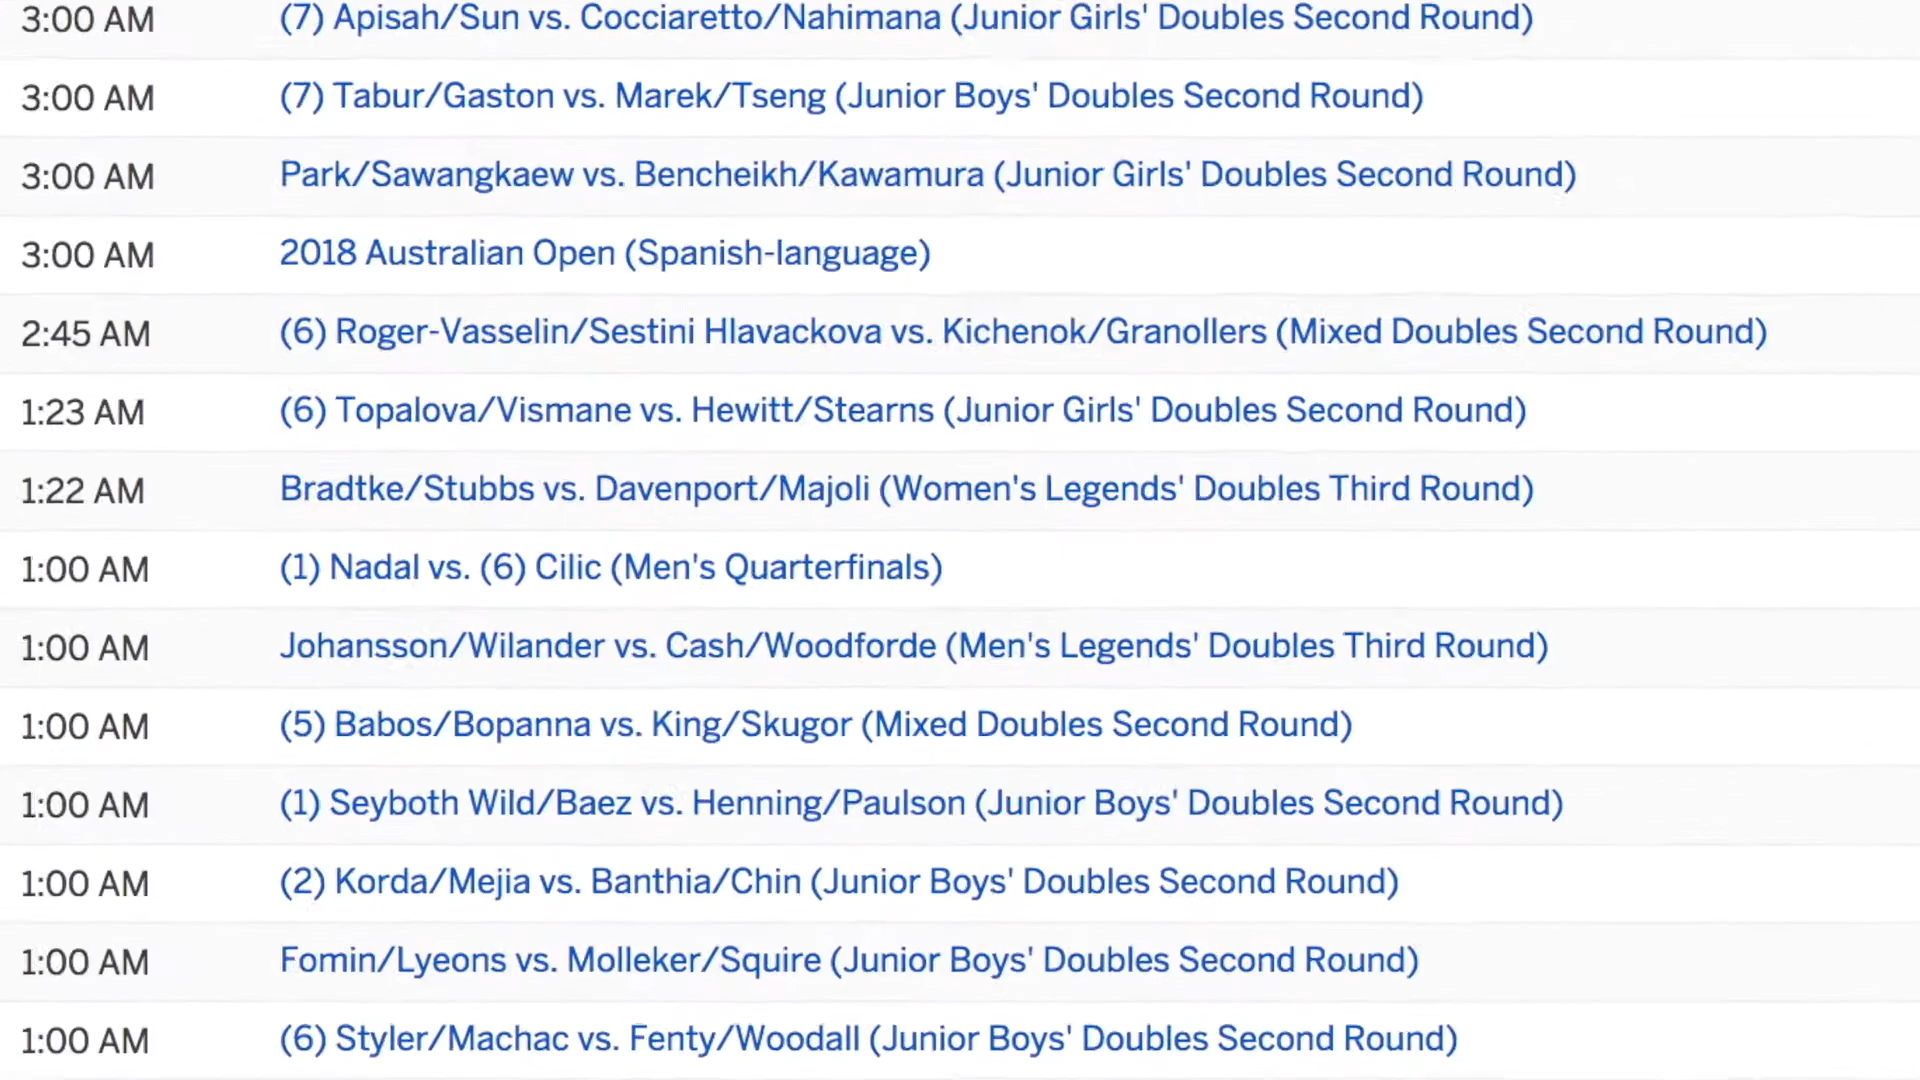 3:00 AM (7) Apisah/Sun vs. Cocciaretto/Nahimana (Junior Girls' Doubles Second Round)
3:00 AM (7) Tabur/Gaston vs. Marek/Tseng (Junior Boys' Doubles Second Round)
3:00 AM Park/Sawangkaew vs. Bencheikh/Kawamura (Junior Girls' Doubles Second Round)
3:00 AM 2018 Australian Open (Spanish-language)
2:45 AM (6) Roger-Vasselin/Sestini Hlavackova vs. Kichenok/Granollers (Mixed Doubles Second Round)
1:23 AM (6) Topalova/Vismane vs. Hewitt/Stearns (Junior Girls' Doubles Second Round)
1:22 AM Bradtke/Stubbs vs. Davenport/Majoli (Women's Legends' Doubles Third Round)
1:00 AM (1) Nadal vs. (6) Cilic (Men's Quarterfinals)
1:00 AM Johansson/Wilander vs. Cash/Woodforde (Men's Legends' Doubles Third Round)
1:00 AM (5) Babos/Bopanna vs. King/Skugor (Mixed Doubles Second Round)
1:00 AM (1) Seyboth Wild/Baez vs. Henning/Paulson (Junior Boys' Doubles Second Round)
1:00 AM (2) Korda/Mejia vs. Banthia/Chin (Junior Boys' Doubles Second Round)
1:00 AM Fomin/Lyeons vs. Molleker/Squire (Junior Boys' Doubles Second Round)
1:00 AM (6) Styler/Machac vs. Fenty/Woodall (Junior Boys' Doubles Second Round)